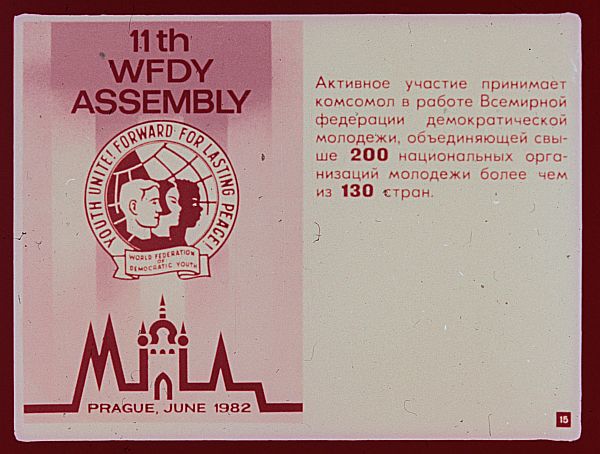 11th
WFDY
ASSEMBLY
YOUTH UNITE! FORWARD FOR LASTING PEACE!
WORLD FEDERATION
OF
DEMOCRATIC YOUTH
PRAGUE, JUNE 1982
Активное участие принимает
комсомол в работе Всемирной
федерации демократической
молодежи, объединяющей свы-
ше 200 национальных орга-
низаций молодежи более чем
из 130 стран.
15